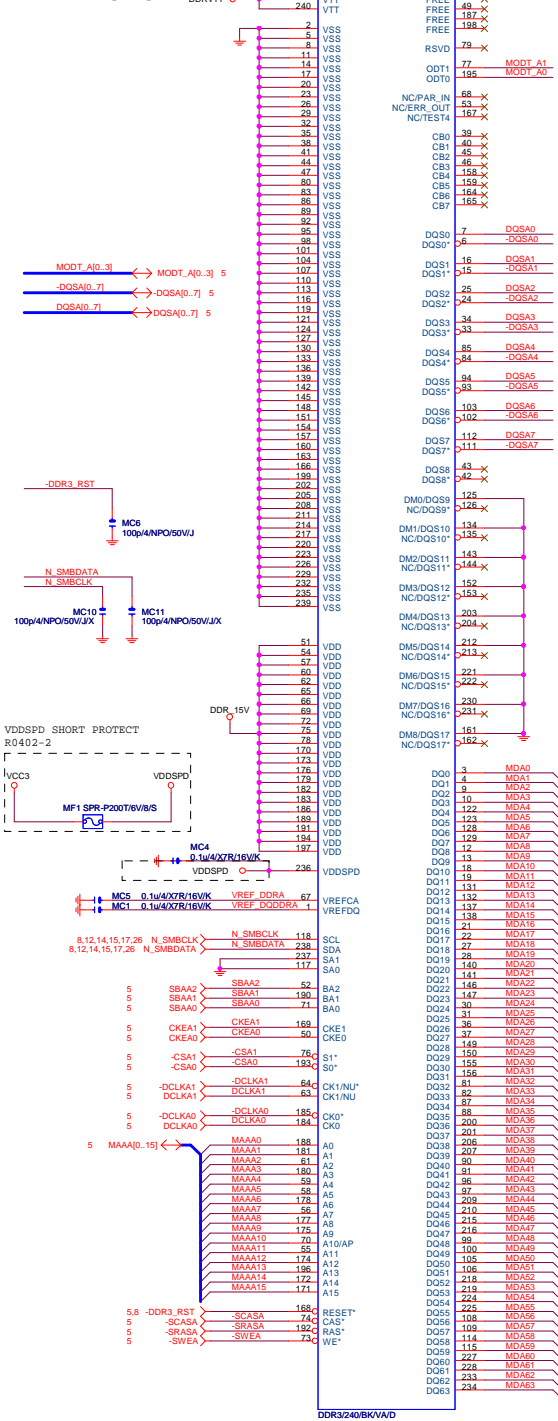 240 VTT
2 VSS
5 VSS
8 VSS
11 VSS
14 VSS
17 VSS
20 VSS
23 VSS
26 VSS
29 VSS
32 VSS
35 VSS
38 VSS
41 VSS
44 VSS
47 VSS
80 VSS
83 VSS
86 VSS
89 VSS
92 VSS
95 VSS
98 VSS
101 VSS
104 VSS
107 VSS
110 VSS
113 VSS
116 VSS
119 VSS
121 VSS
124 VSS
127 VSS
130 VSS
133 VSS
136 VSS
139 VSS
142 VSS
145 VSS
148 VSS
151 VSS
154 VSS
157 VSS
160 VSS
163 VSS
166 VSS
199 VSS
202 VSS
205 VSS
208 VSS
211 VSS
214 VSS
217 VSS
220 VSS
223 VSS
226 VSS
229 VSS
232 VSS
235 VSS
239 VSS
MODT_A[0..3] MODT_A[0..3] 5
-DQSA[0..7] -DQSA[0..7] 5
DQSA[0..7] DQSA[0..7] 5
-DDR3_RST
MC6
100p/4/NPO/50V/J
N_SMBDATA
N_SMBCLK
MC10
100p/4/NPO/50V/J/X
MC11
100p/4/NPO/50V/J/X
DDR_15V
51 VDD
54 VDD
57 VDD
60 VDD
62 VDD
65 VDD
66 VDD
69 VDD
72 VDD
75 VDD
78 VDD
170 VDD
173 VDD
176 VDD
179 VDD
182 VDD
183 VDD
186 VDD
189 VDD
191 VDD
194 VDD
197 VDD
VDDSPD SHORT PROTECT
R0402-2
VCC3 VDDSPD
MF1 SPR-P200T/6V/8/S
MC4
0.1u/4/X7R/16V/K
VDDSPD 236 VDDSPD
MC5 0.1u/4/X7R/16V/K VREF_DDRA 67 VREFCA
MC1 0.1u/4/X7R/16V/K VREF_DQDDRA 1 VREFDQ
8,12,14,15,17,26 N_SMBCLK N_SMBCLK 118 SCL
8,12,14,15,17,26 N_SMBDATA N_SMBDATA 238 SDA
237 SA1
117 SA0
5 SBAA2 SBAA2 52 BA2
5 SBAA1 SBAA1 190 BA1
5 SBAA0 SBAA0 71 BA0
5 CKEA1 CKEA1 169 CKE1
5 CKEA0 CKEA0 50 CKE0
5 -CSA1 -CSA1 76 S1*
5 -CSA0 -CSA0 193 S0*
5 -DCLKA1 -DCLKA1 64 CK1/NU*
5 DCLKA1 DCLKA1 63 CK1/NU
5 -DCLKA0 -DCLKA0 185 CK0*
5 DCLKA0 DCLKA0 184 CK0
5 MAAA[0..15]
MAAA0 188 A0
MAAA1 181 A1
MAAA2 61 A2
MAAA3 180 A3
MAAA4 59 A4
MAAA5 58 A5
MAAA6 178 A6
MAAA7 56 A7
MAAA8 177 A8
MAAA9 175 A9
MAAA10 70 A10/AP
MAAA11 55 A11
MAAA12 174 A12
MAAA13 196 A13
MAAA14 172 A14
MAAA15 171 A15
5,8 -DDR3_RST 168 RESET*
5 -SCASA -SCASA 74 CAS*
5 -SRASA -SRASA 192 RAS*
5 -SWEA -SWEA 73 WE*
FREE 49
FREE 187
FREE 198
RSVD 79
ODT1 77 MODT_A1
ODT0 195 MODT_A0
NC/PAR_IN 68
NC/ERR_OUT 53
NC/TEST4 167
CB0 39
CB1 40
CB2 45
CB3 46
CB4 158
CB5 159
CB6 164
CB7 165
DQS0 7 DQSA0
DQS0* 6 -DQSA0
DQS1 16 DQSA1
DQS1* 15 -DQSA1
DQS2 25 DQSA2
DQS2* 24 -DQSA2
DQS3 34 DQSA3
DQS3* 33 -DQSA3
DQS4 85 DQSA4
DQS4* 84 -DQSA4
DQS5 94 DQSA5
DQS5* 93 -DQSA5
DQS6 103 DQSA6
DQS6* 102 -DQSA6
DQS7 112 DQSA7
DQS7* 111 -DQSA7
DQS8 43
DQS8* 42
DM0/DQS9 125
NC/DQS9* 126
DM1/DQS10 134
NC/DQS10* 135
DM2/DQS11 143
NC/DQS11* 144
DM3/DQS12 152
NC/DQS12* 153
DM4/DQS13 203
NC/DQS13* 204
DM5/DQS14 212
NC/DQS14* 213
DM6/DQS15 221
NC/DQS15* 222
DM7/DQS16 230
NC/DQS16* 231
DM8/DQS17 161
NC/DQS17* 162
DQ0 3 MDA0
DQ1 4 MDA1
DQ2 9 MDA2
DQ3 10 MDA3
DQ4 122 MDA4
DQ5 123 MDA5
DQ6 128 MDA6
DQ7 129 MDA7
DQ8 12 MDA8
DQ9 13 MDA9
DQ10 18 MDA10
DQ11 19 MDA11
DQ12 131 MDA12
DQ13 132 MDA13
DQ14 137 MDA14
DQ15 138 MDA15
DQ16 21 MDA16
DQ17 22 MDA17
DQ18 27 MDA18
DQ19 28 MDA19
DQ20 140 MDA20
DQ21 141 MDA21
DQ22 146 MDA22
DQ23 147 MDA23
DQ24 30 MDA24
DQ25 31 MDA25
DQ26 36 MDA26
DQ27 37 MDA27
DQ28 149 MDA28
DQ29 150 MDA29
DQ30 155 MDA30
DQ31 156 MDA31
DQ32 81 MDA32
DQ33 82 MDA33
DQ34 87 MDA34
DQ35 88 MDA35
DQ36 200 MDA36
DQ37 201 MDA37
DQ38 206 MDA38
DQ39 207 MDA39
DQ40 90 MDA40
DQ41 91 MDA41
DQ42 96 MDA42
DQ43 97 MDA43
DQ44 209 MDA44
DQ45 210 MDA45
DQ46 215 MDA46
DQ47 216 MDA47
DQ48 99 MDA48
DQ49 100 MDA49
DQ50 105 MDA50
DQ51 106 MDA51
DQ52 218 MDA52
DQ53 219 MDA53
DQ54 224 MDA54
DQ55 225 MDA55
DQ56 108 MDA56
DQ57 109 MDA57
DQ58 114 MDA58
DQ59 115 MDA59
DQ60 227 MDA60
DQ61 228 MDA61
DQ62 233 MDA62
DQ63 234 MDA63
DDR3/240/BK/VA/D